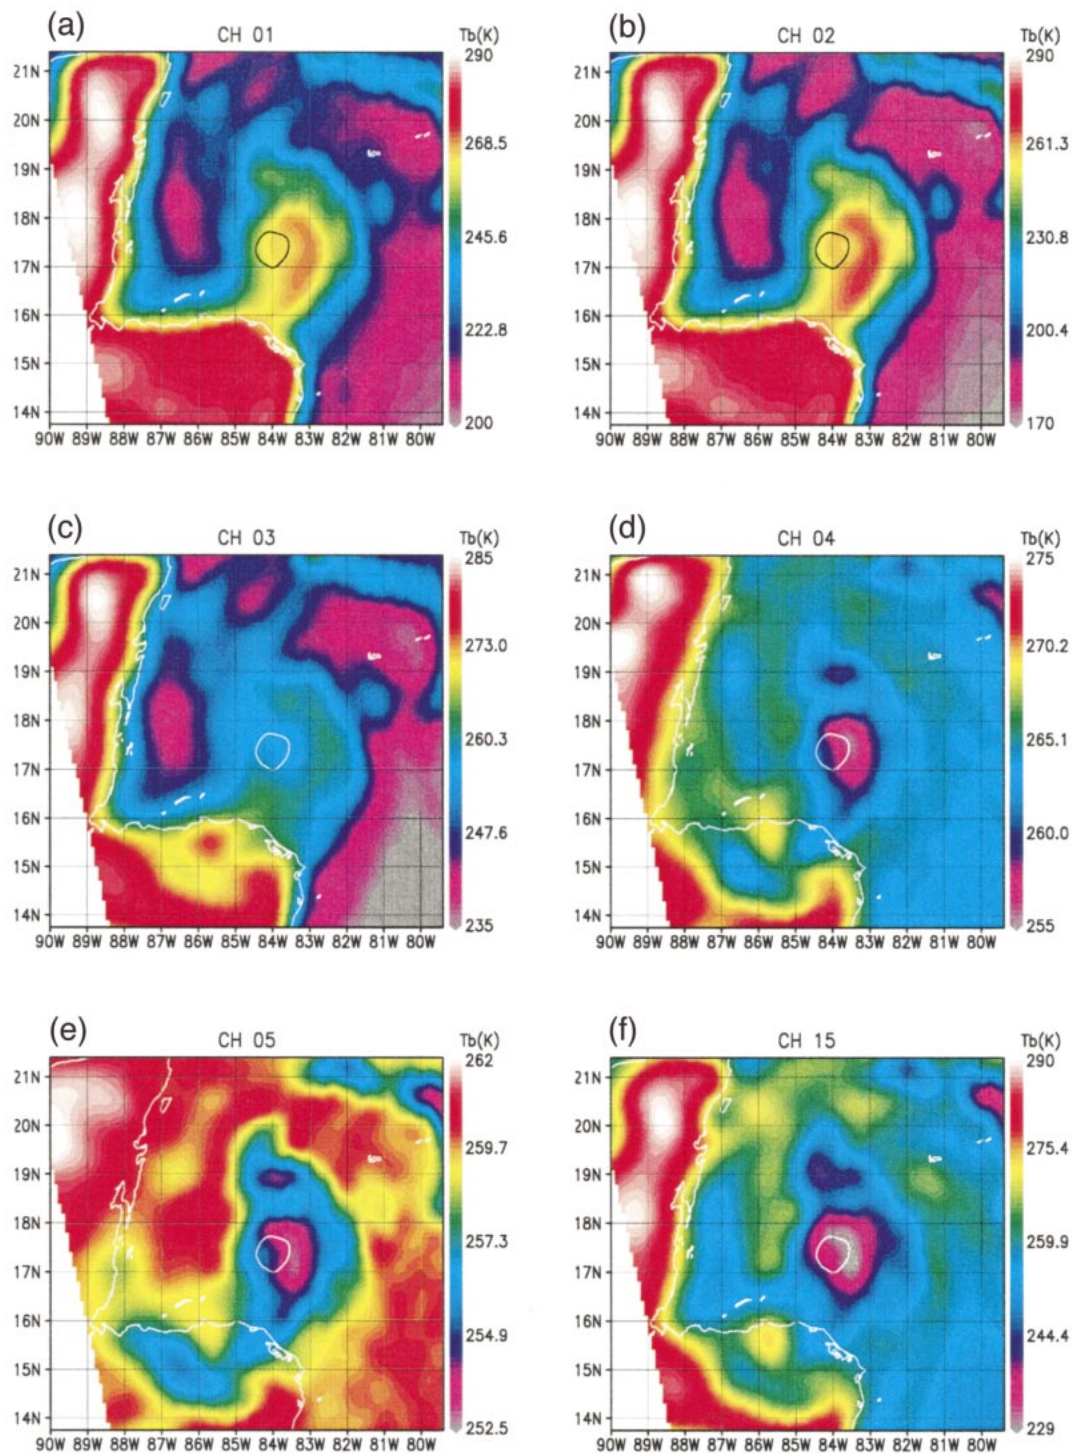 (a)
CH 01
Tb(K)
290
268.5
245.6
222.8
200
21N
20N
19N
18N
17N
16N
15N
14N
90W 89W 88W 87W 86W 85W 84W 83W 82W 81W 80W
(b)
CH 02
Tb(K)
290
261.3
230.8
200.4
170
21N
20N
19N
18N
17N
16N
15N
14N
90W 89W 88W 87W 86W 85W 84W 83W 82W 81W 80W
(c)
CH 03
Tb(K)
285
273.0
260.3
247.6
235
21N
20N
19N
18N
17N
16N
15N
14N
90W 89W 88W 87W 86W 85W 84W 83W 82W 81W 80W
(d)
CH 04
Tb(K)
275
270.2
265.1
260.0
255
21N
20N
19N
18N
17N
16N
15N
14N
90W 89W 88W 87W 86W 85W 84W 83W 82W 81W 80W
(e)
CH 05
Tb(K)
262
259.7
257.3
254.9
252.5
21N
20N
19N
18N
17N
16N
15N
14N
90W 89W 88W 87W 86W 85W 84W 83W 82W 81W 80W
(f)
CH 15
Tb(K)
290
275.4
259.9
244.4
229
21N
20N
19N
18N
17N
16N
15N
14N
90W 89W 88W 87W 86W 85W 84W 83W 82W 81W 80W